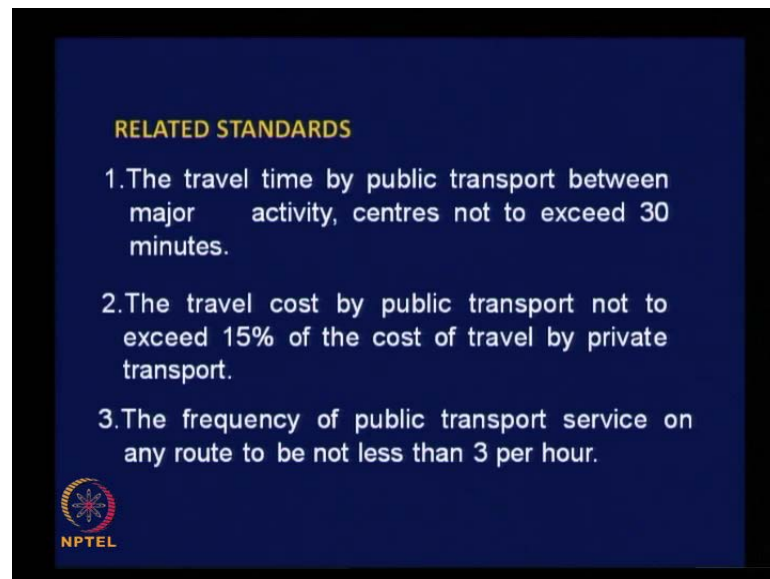 RELATED STANDARDS
1.The travel time by public transport between
major activity, centres not to exceed 30
minutes.
2.The travel cost by public transport not to
exceed 15% of the cost of travel by private
transport.
3.The frequency of public transport service on
any route to be not less than 3 per hour.
NPTEL